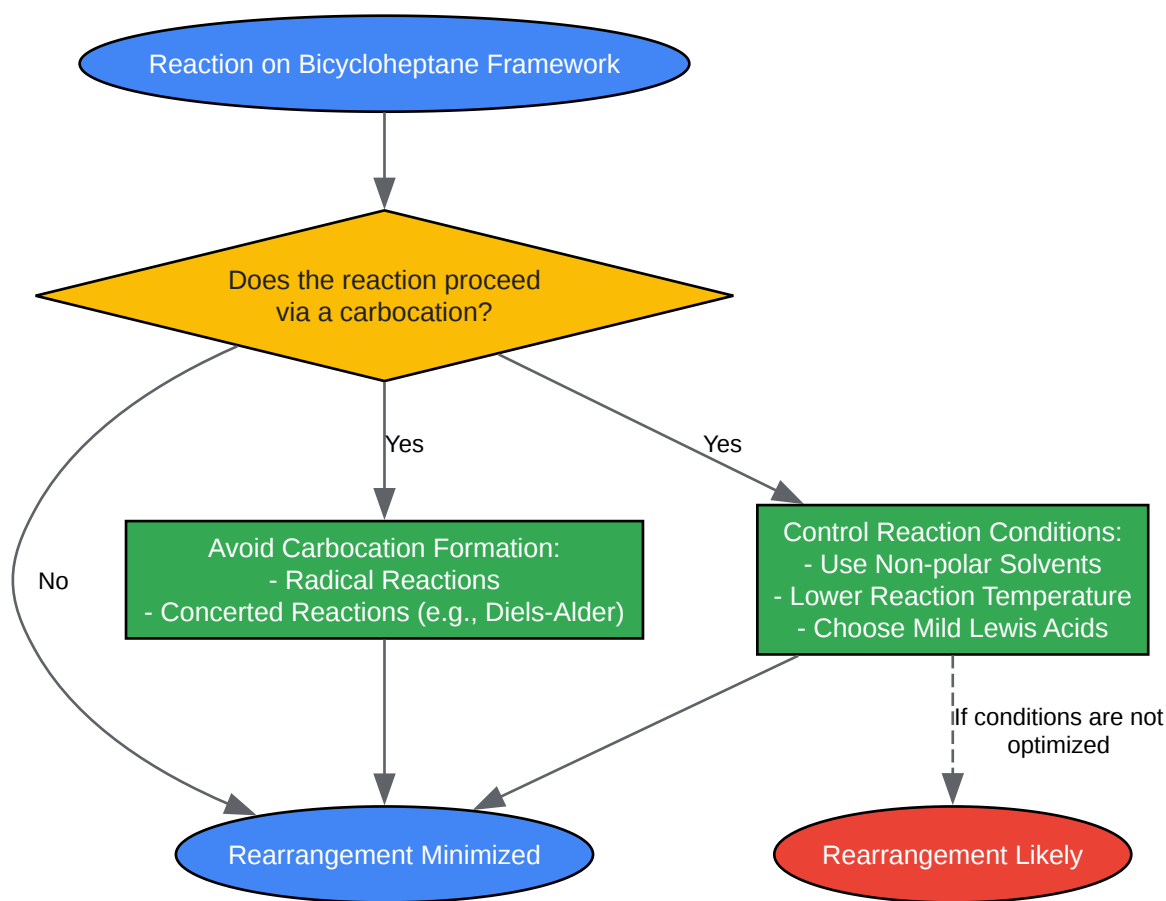 Reaction on Bicycloheptane Framework
Does the reaction proceed
via a carbocation?
Yes
Yes
No
Avoid Carbocation Formation:
- Radical Reactions
- Concerted Reactions (e.g., Diels-Alder)
Control Reaction Conditions:
- Use Non-polar Solvents
- Lower Reaction Temperature
- Choose Mild Lewis Acids
If conditions are not
optimized
Rearrangement Minimized
Rearrangement Likely